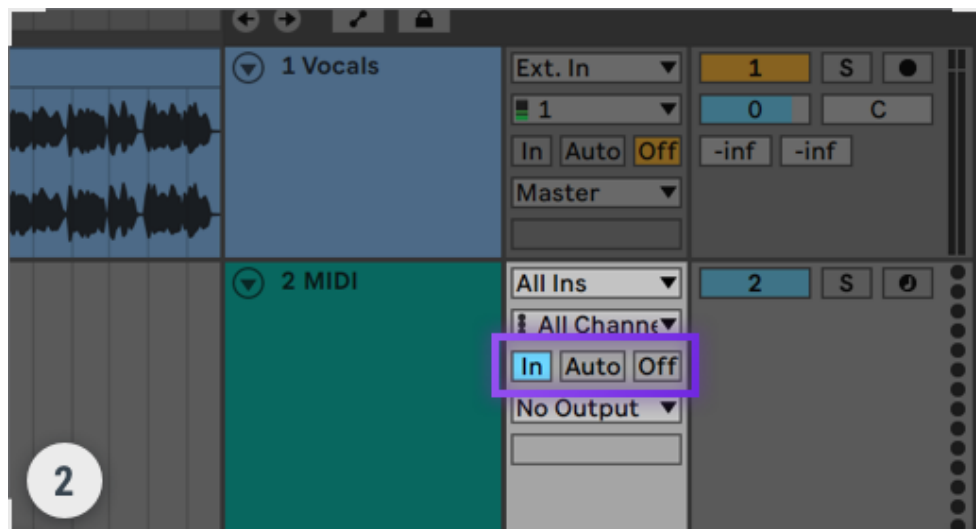 1 Vocals
Ext. In
1 S
1
0 C
In Auto Off
-inf -inf
Master
2 MIDI
All Ins
2 S
All Channe
In Auto Off
No Output
2